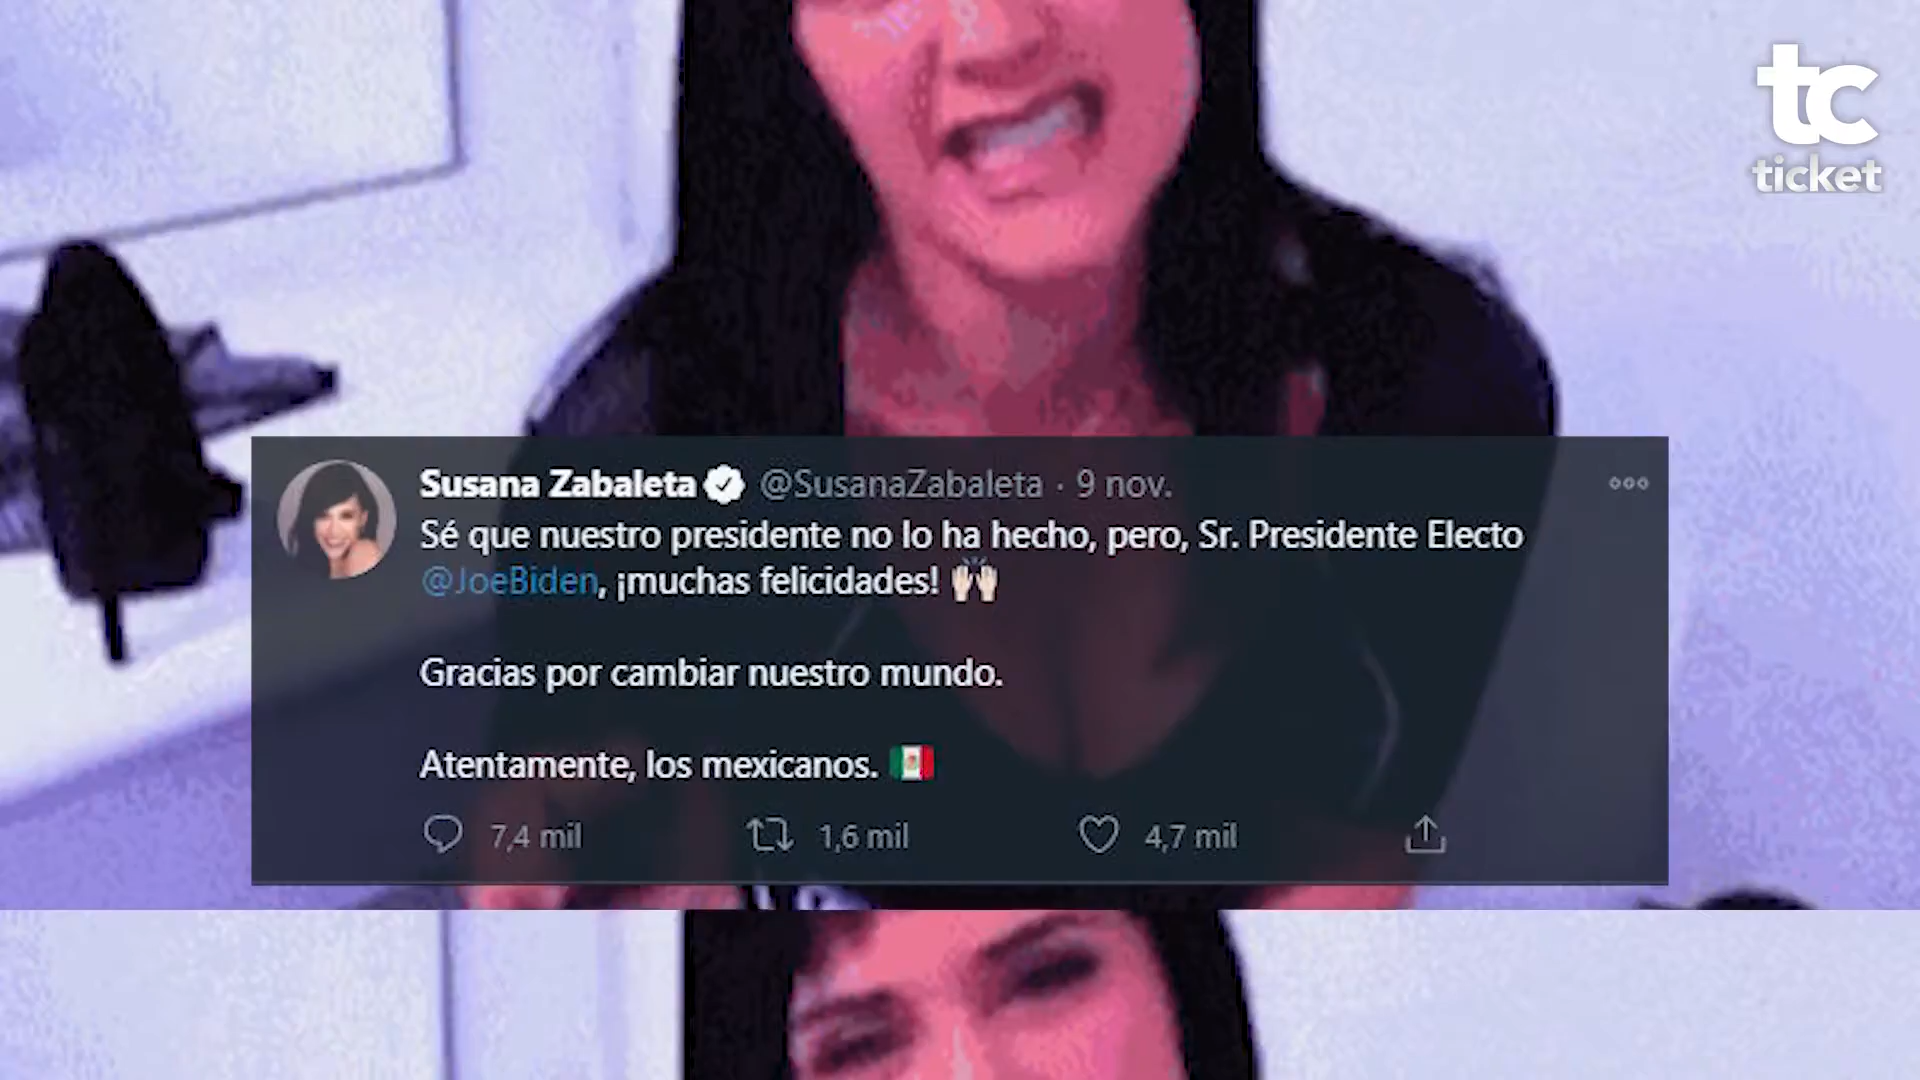 tc
ticket
Susana Zabaleta @SusanaZabaleta · 9 nov.
Sé que nuestro presidente no lo ha hecho, pero, Sr. Presidente Electo
@JoeBiden, ¡muchas felicidades! 🙌🏻
Gracias por cambiar nuestro mundo.
Atentamente, los mexicanos. 🇲🇽
7,4 mil 1,6 mil 4,7 mil